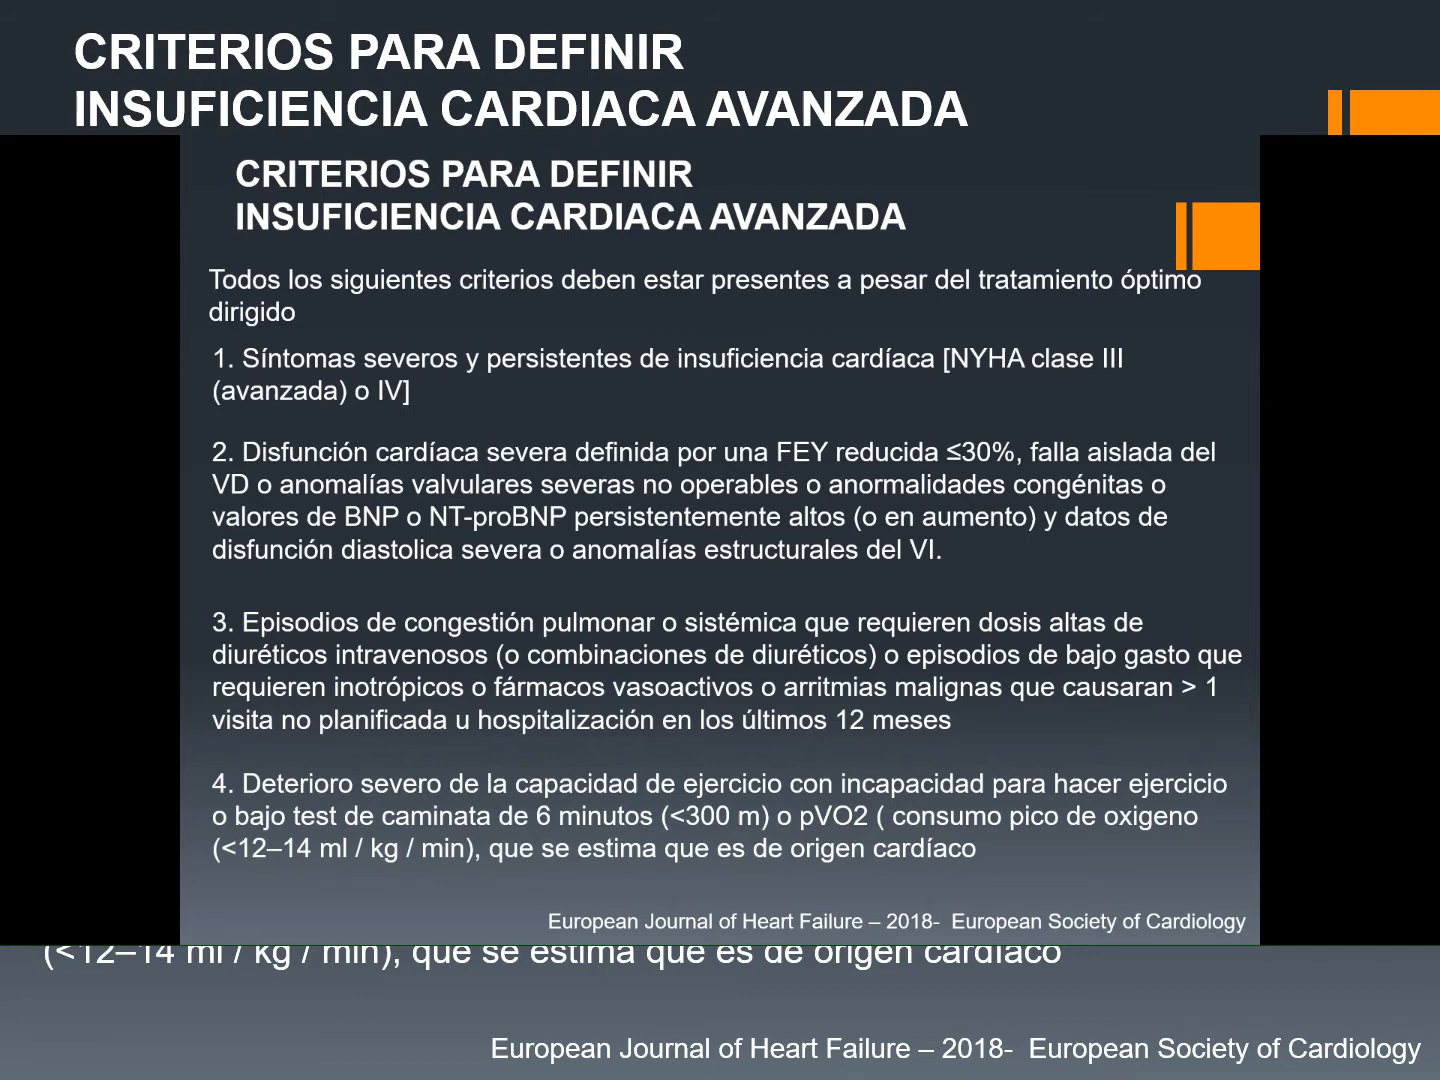 CRITERIOS PARA DEFINIR
INSUFICIENCIA CARDIACA AVANZADA
CRITERIOS PARA DEFINIR
INSUFICIENCIA CARDIACA AVANZADA
Todos los siguientes criterios deben estar presentes a pesar del tratamiento óptimo
dirigido
1. Síntomas severos y persistentes de insuficiencia cardíaca [NYHA clase III
(avanzada) o IV]
2. Disfunción cardíaca severa definida por una FEY reducida ≤30%, falla aislada del
VD o anomalías valvulares severas no operables o anormalidades congénitas o
valores de BNP o NT-proBNP persistentemente altos (o en aumento) y datos de
disfunción diastolica severa o anomalías estructurales del VI.
3. Episodios de congestión pulmonar o sistémica que requieren dosis altas de
diuréticos intravenosos (o combinaciones de diuréticos) o episodios de bajo gasto que
requieren inotrópicos o fármacos vasoactivos o arritmias malignas que causaran > 1
visita no planificada u hospitalización en los últimos 12 meses
4. Deterioro severo de la capacidad de ejercicio con incapacidad para hacer ejercicio
o bajo test de caminata de 6 minutos (<300 m) o pVO2 ( consumo pico de oxigeno
(<12–14 ml / kg / min), que se estima que es de origen cardíaco
European Journal of Heart Failure – 2018-  European Society of Cardiology
(<12–14 ml / kg / min), que se estima que es de origen cardíaco
European Journal of Heart Failure – 2018-  European Society of Cardiology